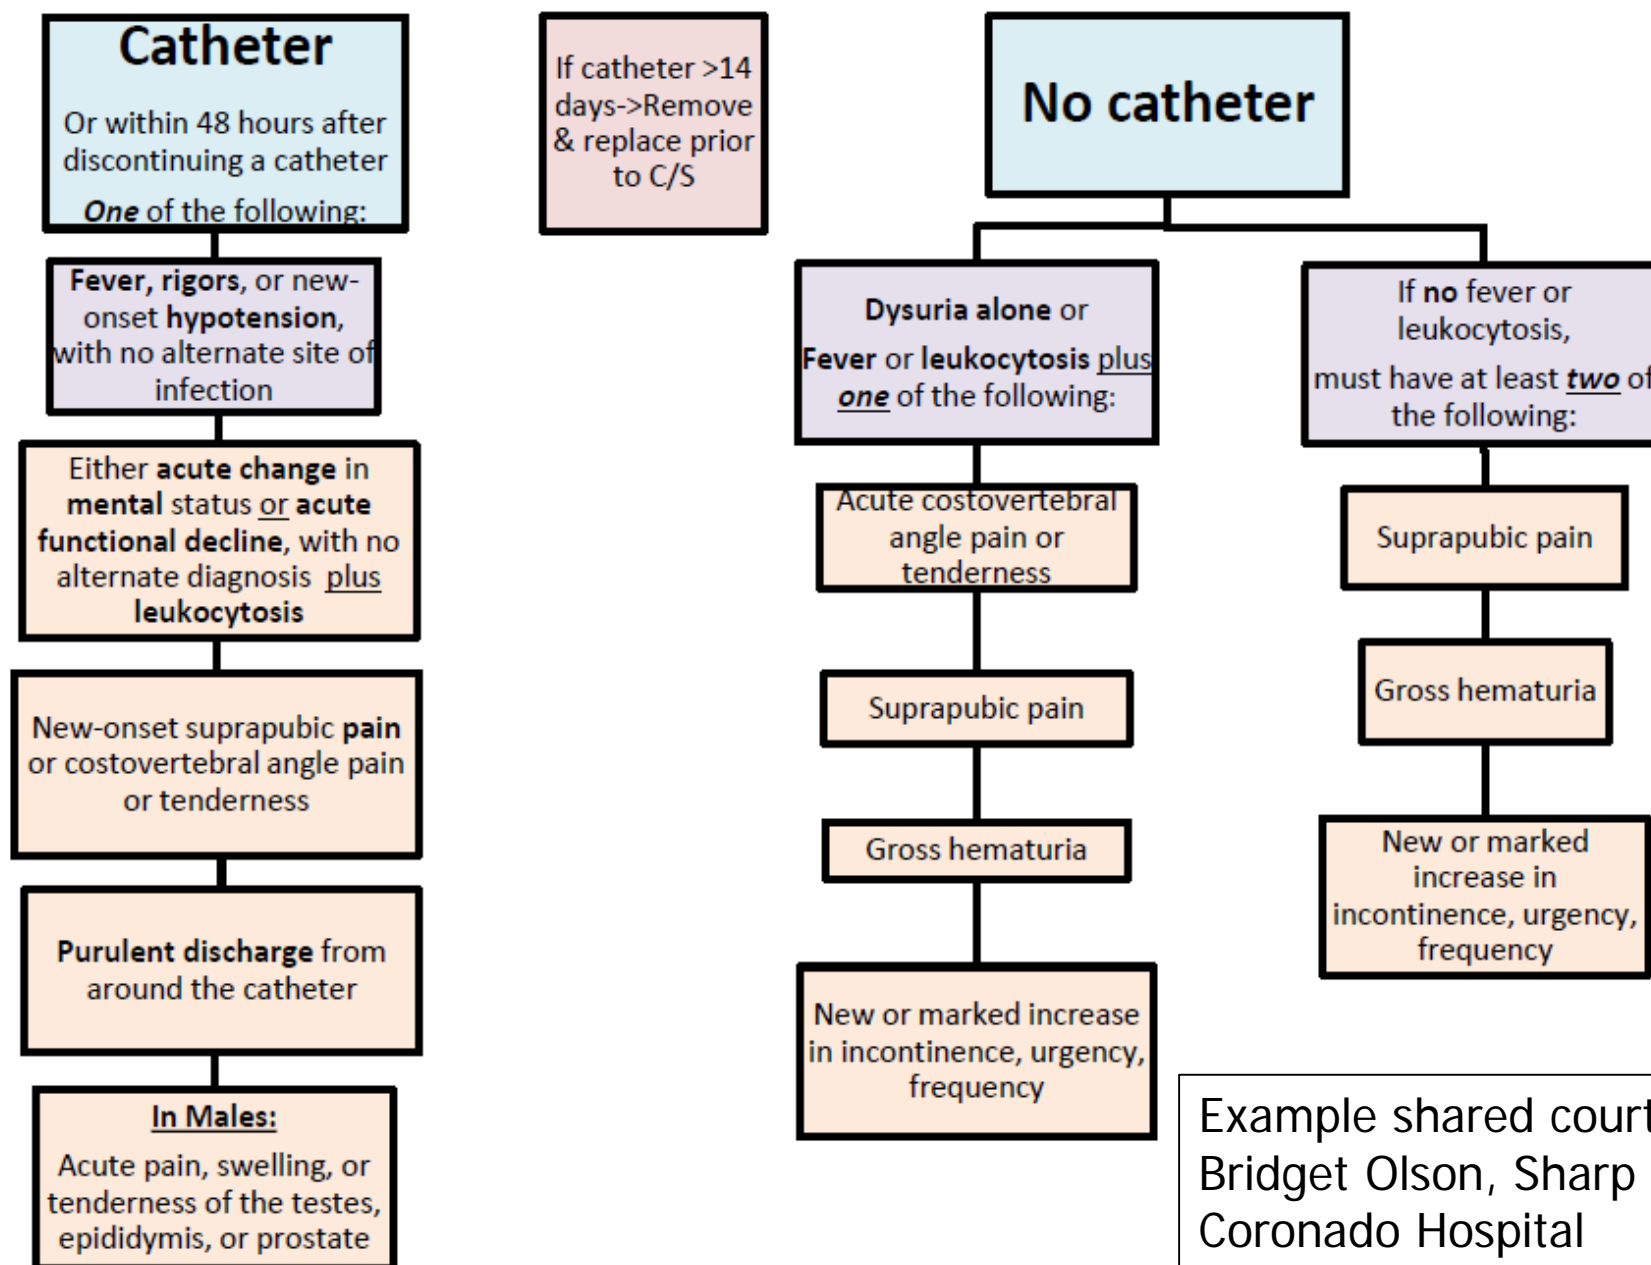 Catheter
Or within 48 hours after
discontinuing a catheter
One of the following:
Fever, rigors, or new-
onset hypotension,
with no alternate site of
infection
Either acute change in
mental status or acute
functional decline, with no
alternate diagnosis plus
leukocytosis
New-onset suprapubic pain
or costovertebral angle pain
or tenderness
Purulent discharge from
around the catheter
In Males:
Acute pain, swelling, or
tenderness of the testes,
epididymis, or prostate
If catheter >14
days->Remove
& replace prior
to C/S
No catheter
Dysuria alone or
Fever or leukocytosis plus
one of the following:
Acute costovertebral
angle pain or
tenderness
Suprapubic pain
Gross hematuria
New or marked increase
in incontinence, urgency,
frequency
If no fever or
leukocytosis,
must have at least two of
the following:
Suprapubic pain
Gross hematuria
New or marked
increase in
incontinence, urgency,
frequency
Example shared court
Bridget Olson, Sharp
Coronado Hospital